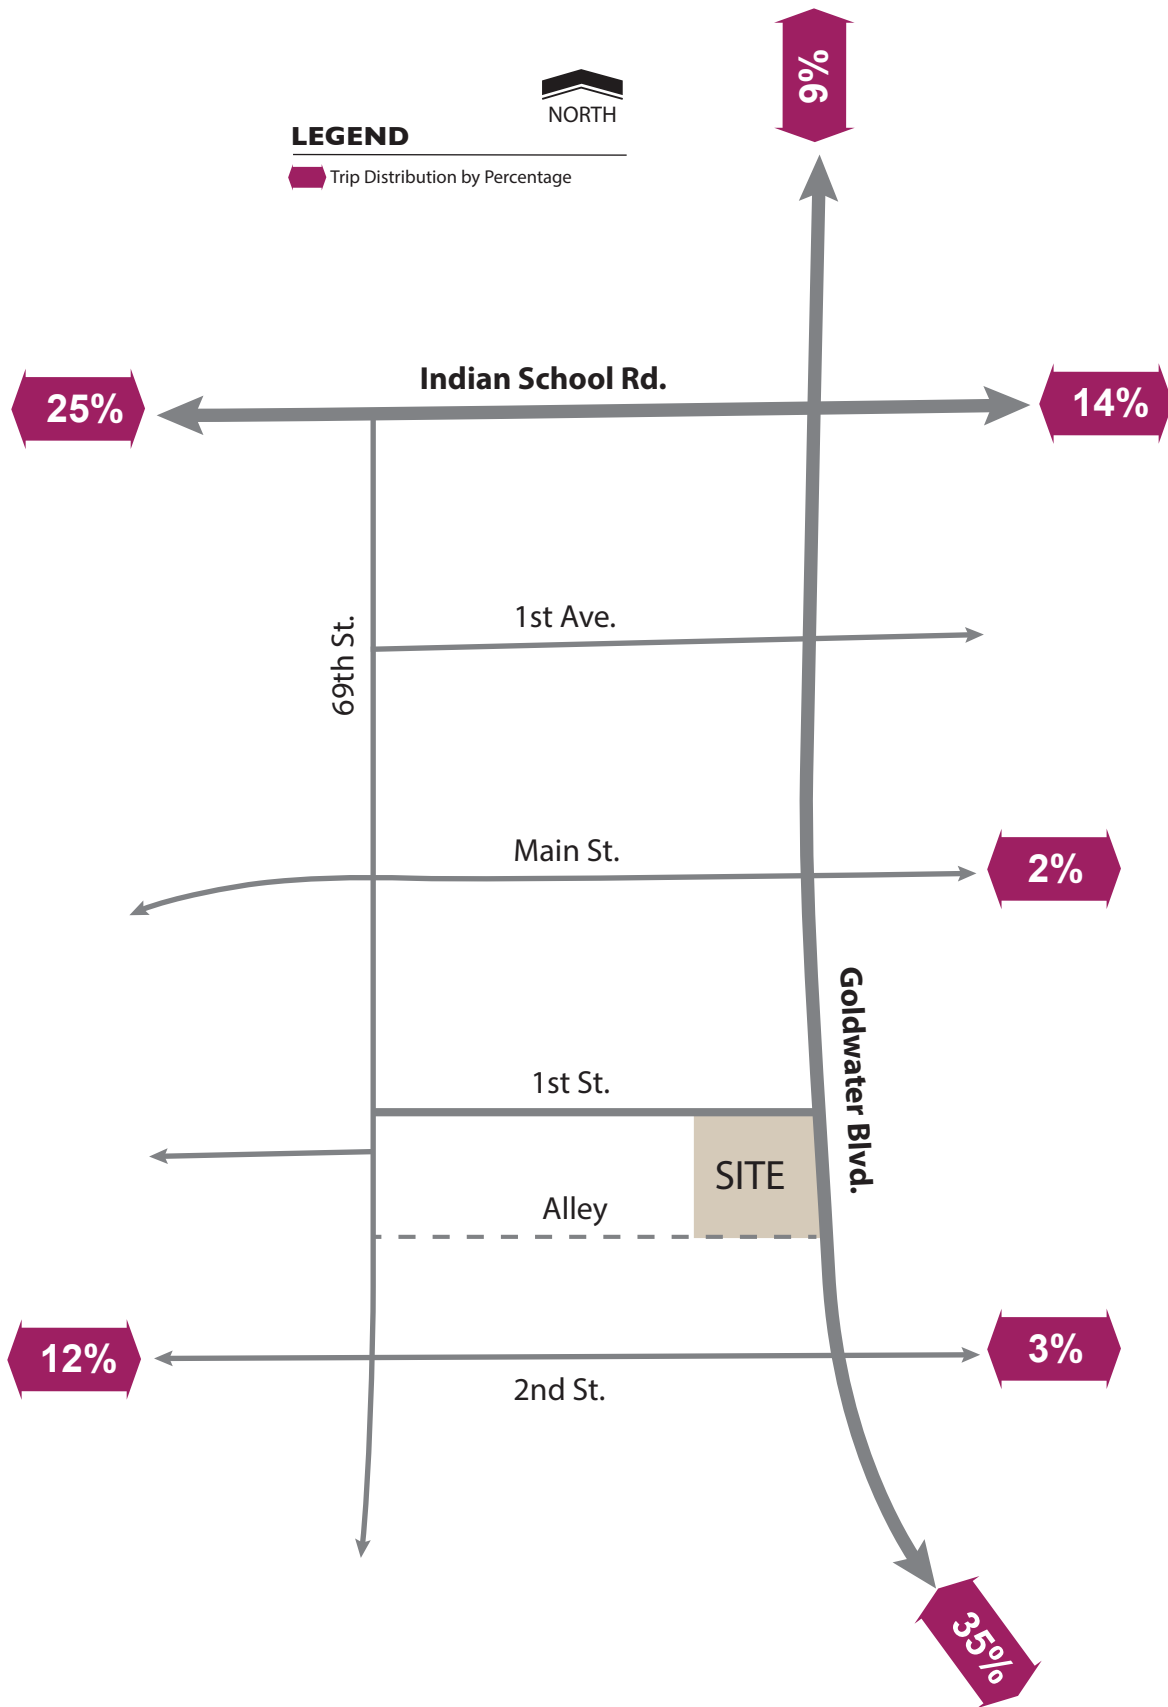 9%
NORTH
LEGEND
Trip Distribution by Percentage
Indian School Rd.
25%
14%
1st Ave.
69th St.
Main St.
2%
Goldwater Blvd.
1st St.
SITE
Alley
12%
3%
2nd St.
35%